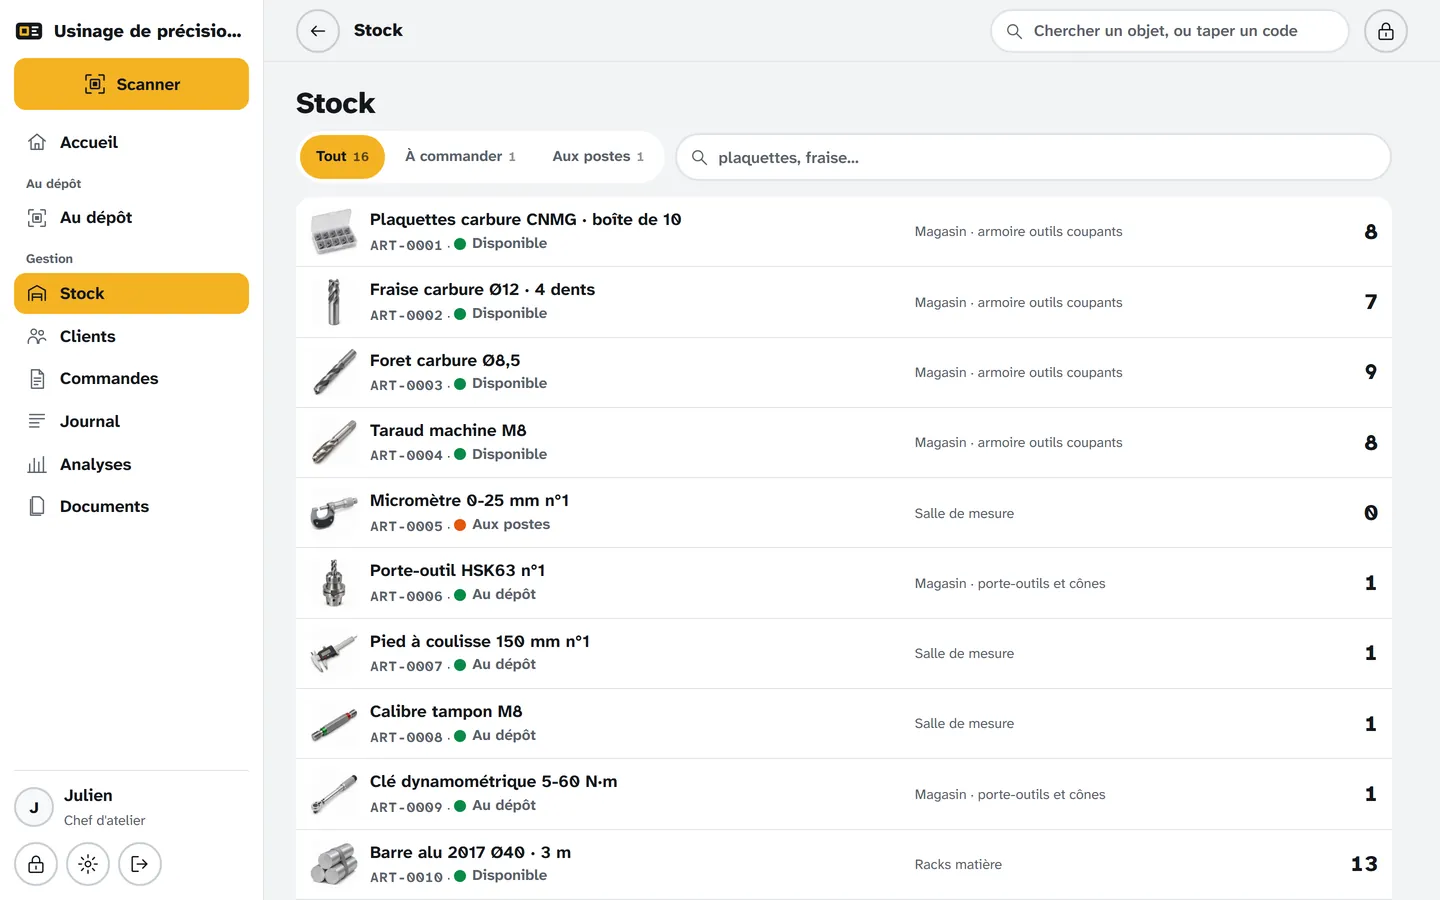 Usinage de précisio...
Scanner
Accueil
Au dépôt
Au dépôt
Gestion
Stock
Clients
Commandes
Journal
Analyses
Documents
J
Julien
Chef d'atelier
Stock
Chercher un objet, ou taper un code
Stock
Tout 16
À commander 1
Aux postes 1
plaquettes, fraise...
Plaquettes carbure CNMG · boîte de 10
ART-0001 · Disponible
Magasin · armoire outils coupants
8
Fraise carbure Ø12 · 4 dents
ART-0002 · Disponible
Magasin · armoire outils coupants
7
Foret carbure Ø8,5
ART-0003 · Disponible
Magasin · armoire outils coupants
9
Taraud machine M8
ART-0004 · Disponible
Magasin · armoire outils coupants
8
Micromètre 0-25 mm n°1
ART-0005 · Aux postes
Salle de mesure
0
Porte-outil HSK63 n°1
ART-0006 · Au dépôt
Magasin · porte-outils et cônes
1
Pied à coulisse 150 mm n°1
ART-0007 · Au dépôt
Salle de mesure
1
Calibre tampon M8
ART-0008 · Au dépôt
Salle de mesure
1
Clé dynamométrique 5-60 N·m
ART-0009 · Au dépôt
Magasin · porte-outils et cônes
1
Barre alu 2017 Ø40 · 3 m
ART-0010 · Disponible
Racks matière
13